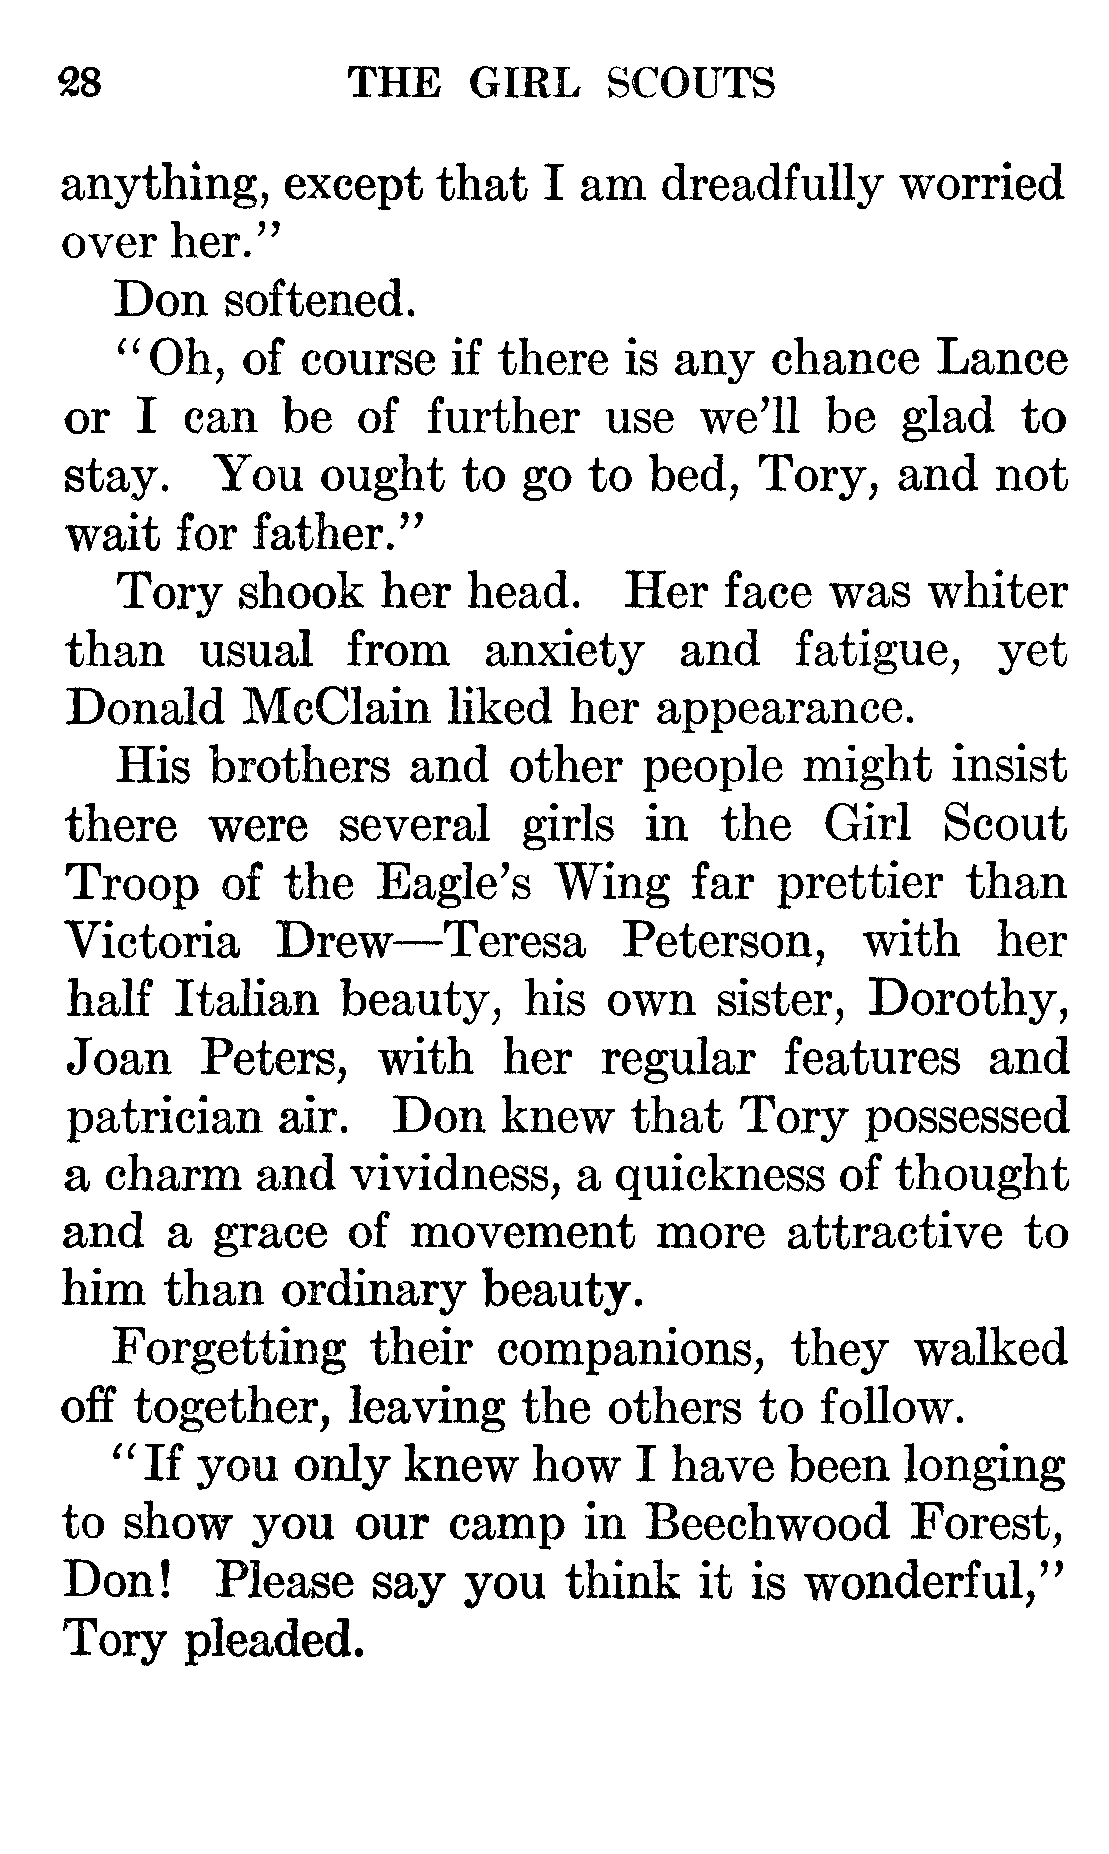 28 THE GIRL SCOUTS
anything, except that I am dreadfully worried
over her."
Don softened.
"Oh, of course if there is any chance Lance
or I can be of further use we'll be glad to
stay. You ought to go to bed, Tory, and not
wait for father."
Tory shook her head. Her face was whiter
than usual from anxiety and fatigue, yet
Donald McClain liked her appearance.
His brothers and other people might insist
there were several girls in the Girl Scout
Troop of the Eagle's Wing far prettier than
Victoria Drew—Teresa Peterson, with her
half Italian beauty, his own sister, Dorothy,
Joan Peters, with her regular features and
patrician air. Don knew that Tory possessed
a charm and vividness, a quickness of thought
and a grace of movement more attractive to
him than ordinary beauty.
Forgetting their companions, they walked
off together, leaving the others to follow.
"If you only knew how I have been longing
to show you our camp in Beechwood Forest,
Don! Please say you think it is wonderful,"
Tory pleaded.